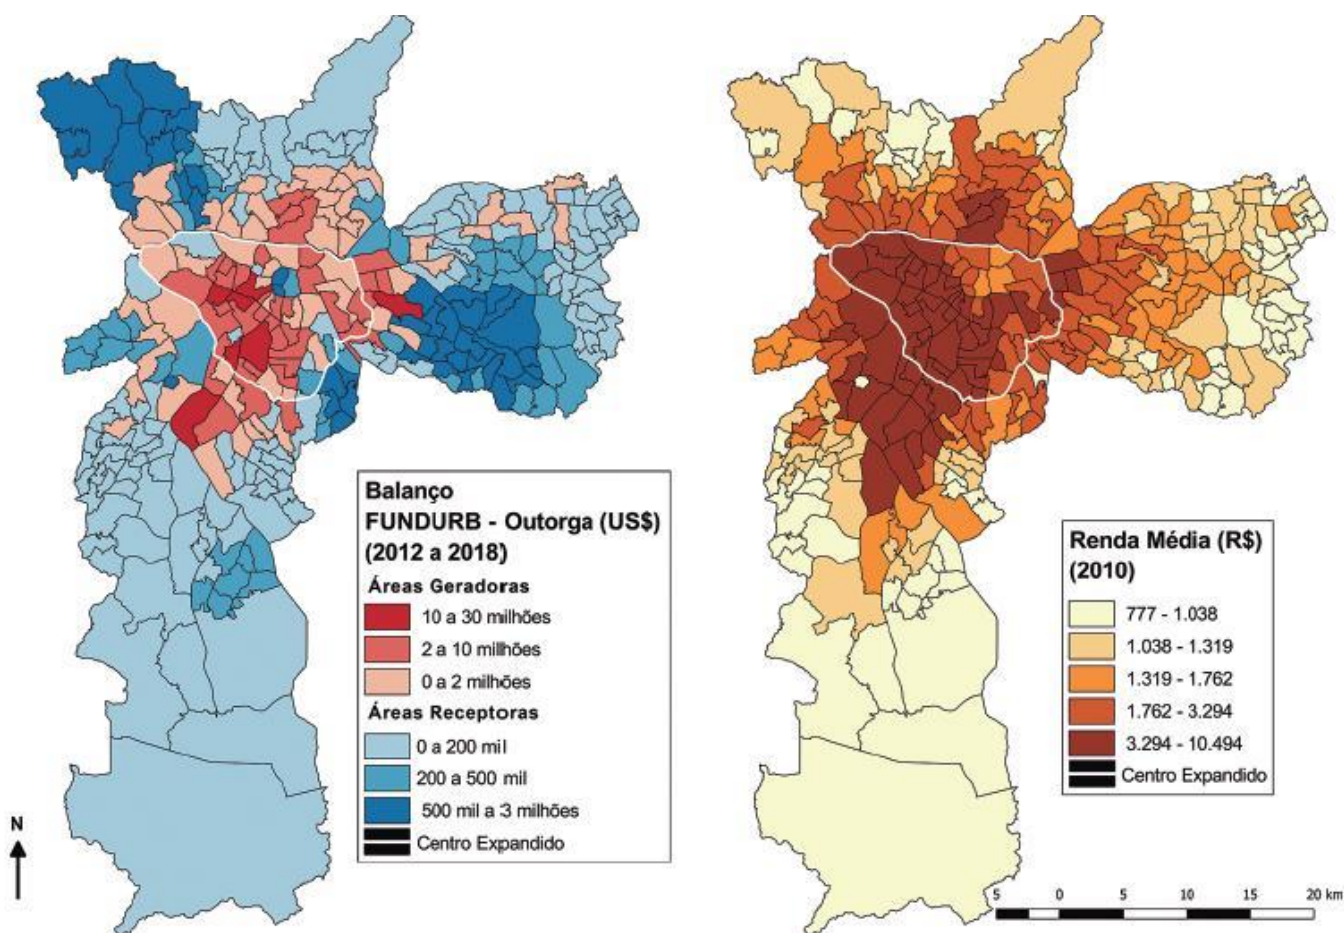 Balanço
FUNDURB - Outorga (US$)
(2012 a 2018)
Áreas Geradoras
10 a 30 milhões
2 a 10 milhões
0 a 2 milhões
Áreas Receptoras
0 a 200 mil
200 a 500 mil
500 mil a 3 milhões
Centro Expandido
N
Renda Média (R$)
(2010)
777 - 1.038
1.038 - 1.319
1.319 - 1.762
1.762 - 3.294
3.294 - 10.494
Centro Expandido
5 0 5 10 15 20 km